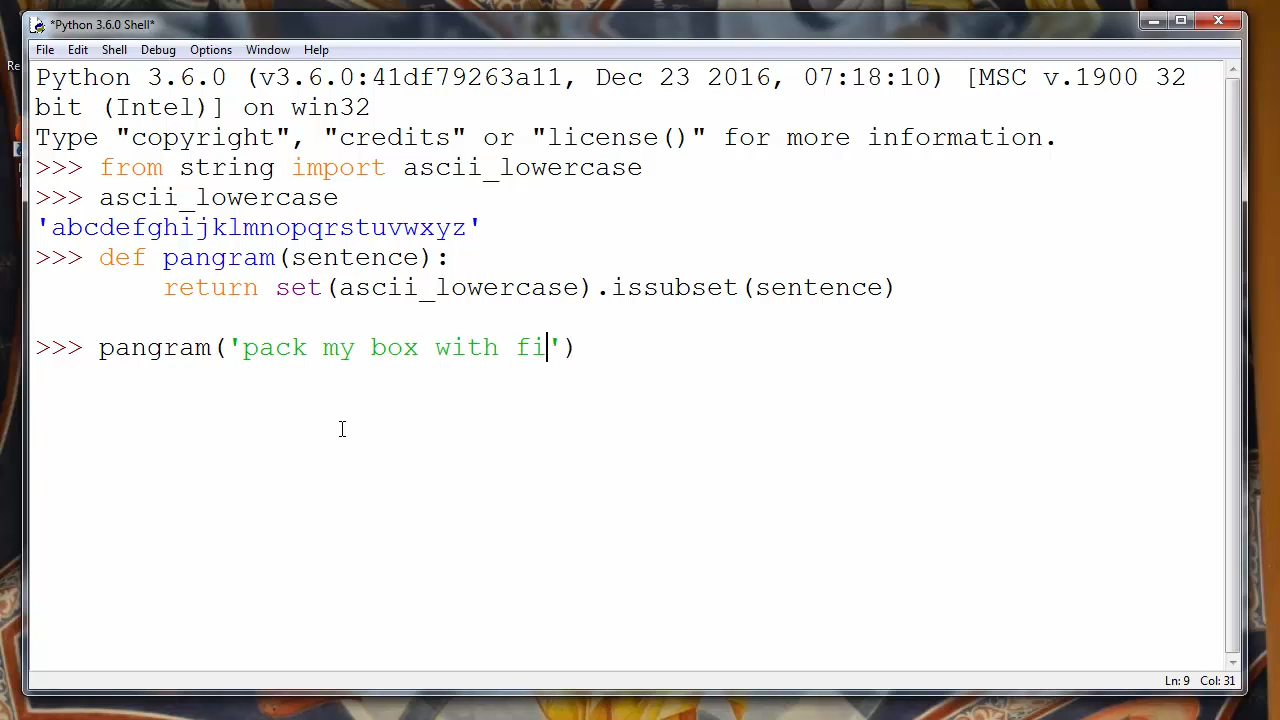 *Python 3.6.0 Shell*
File Edit Shell Debug Options Window Help
Re
Python 3.6.0 (v3.6.0:41df79263a11, Dec 23 2016, 07:18:10) [MSC v.1900 32
bit (Intel)] on win32
Type "copyright", "credits" or "license()" for more information.
>>> from string import ascii_lowercase
>>> ascii_lowercase
'abcdefghijklmnopqrstuvwxyz'
>>> def pangram(sentence):
        return set(ascii_lowercase).issubset(sentence)
>>> pangram('pack my box with fi')
Ln: 9 Col: 31